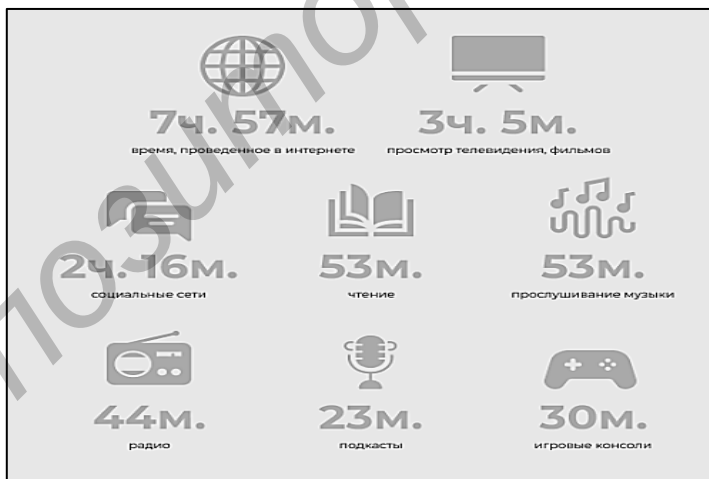 7ч. 57м.
время, проведенное в интернете
3ч. 5м.
просмотр телевидения, фильмов
2ч. 16м.
социальные сети
53м.
чтение
53м.
прослушивание музыки
44м.
радио
23м.
подкасты
30м.
игровые консоли